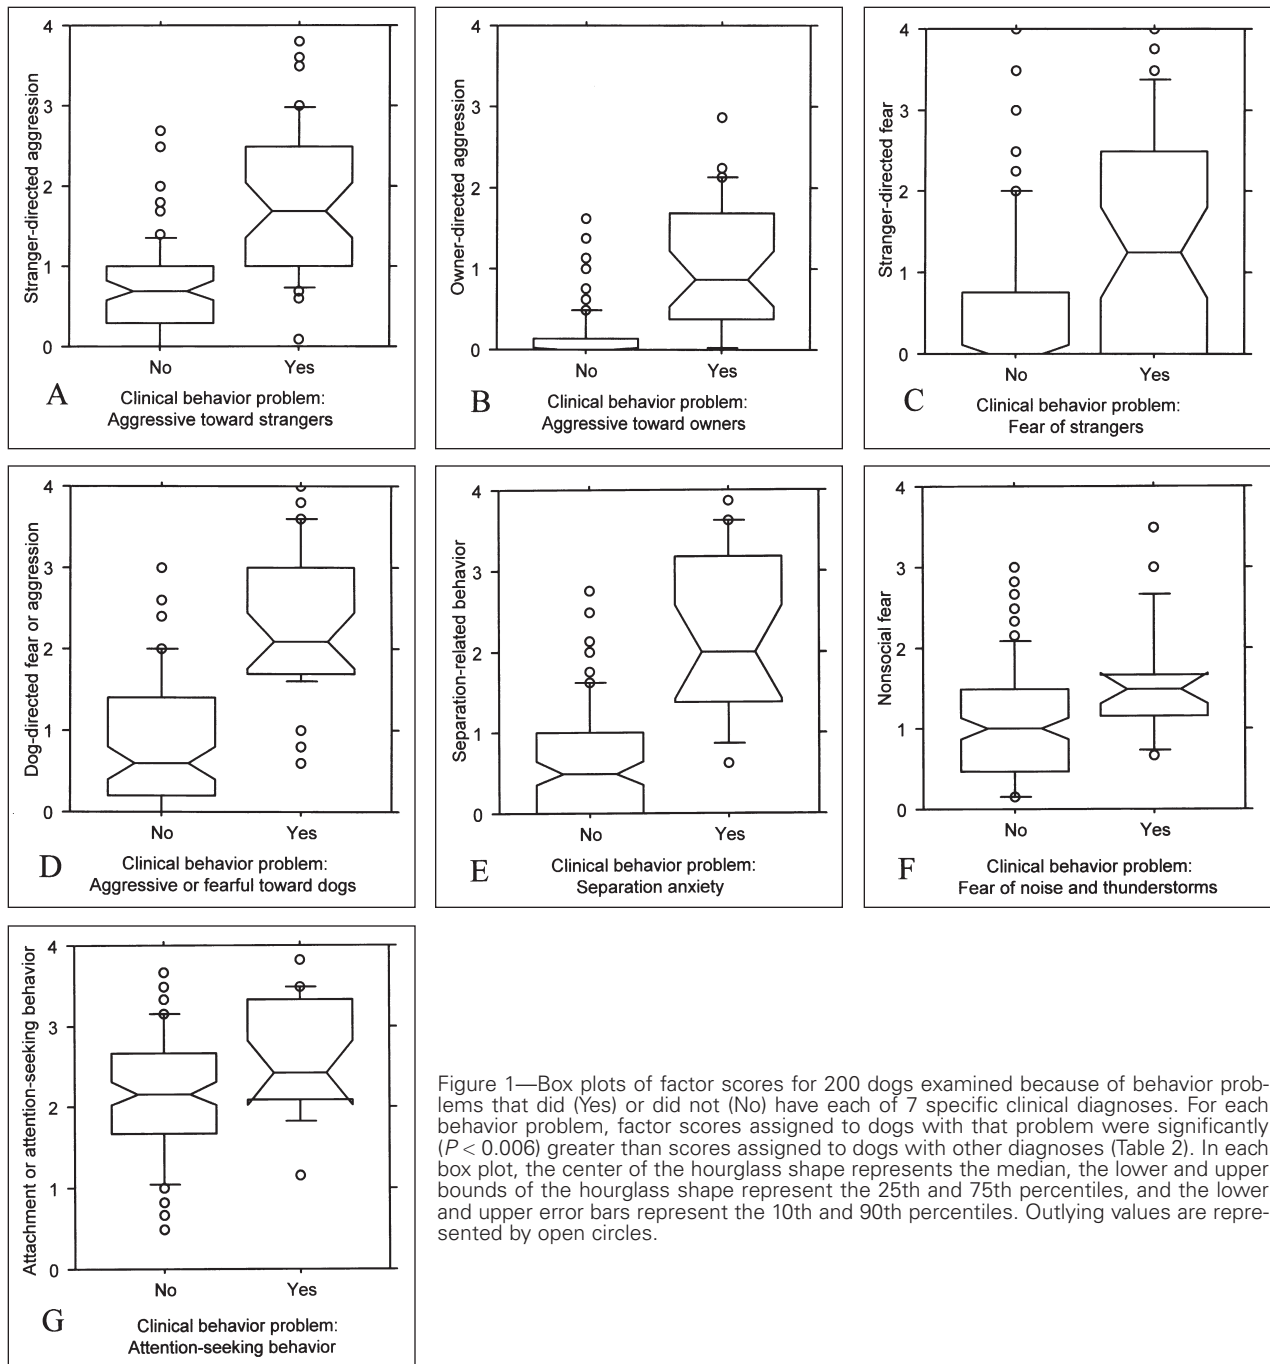 4
3
2
1
0
Stranger-directed aggression
No
Yes
A
Clinical behavior problem:
Aggressive toward strangers
4
3
2
1
0
Owner-directed aggression
No
Yes
B
Clinical behavior problem:
Aggressive toward owners
4
3
2
1
0
Stranger-directed fear
No
Yes
C
Clinical behavior problem:
Fear of strangers
4
3
2
1
0
Dog-directed fear or aggression
No
Yes
D
Clinical behavior problem:
Aggressive or fearful toward dogs
4
3
2
1
0
Separation-related behavior
No
Yes
E
Clinical behavior problem:
Separation anxiety
4
3
2
1
0
Nonsocial fear
No
Yes
F
Clinical behavior problem:
Fear of noise and thunderstorms
4
3
2
1
0
Attachment or attention-seeking behavior
No
Yes
G
Clinical behavior problem:
Attention-seeking behavior
Figure 1—Box plots of factor scores for 200 dogs examined because of behavior prob-
lems that did (Yes) or did not (No) have each of 7 specific clinical diagnoses. For each
behavior problem, factor scores assigned to dogs with that problem were significantly
(P < 0.006) greater than scores assigned to dogs with other diagnoses (Table 2). In each
box plot, the center of the hourglass shape represents the median, the lower and upper
bounds of the hourglass shape represent the 25th and 75th percentiles, and the lower
and upper error bars represent the 10th and 90th percentiles. Outlying values are repre-
sented by open circles.